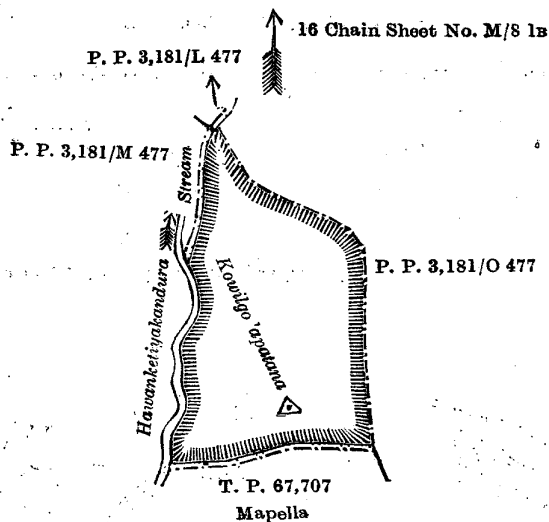 16 Chain Sheet No. M/8 1B
P. P. 3,181/L 477
P. P. 3,181/M 477
Stream
P. P. 3,181/O 477
Kowilgo'apatana
Hawanketiyakandura
T. P. 67,707
Mapella